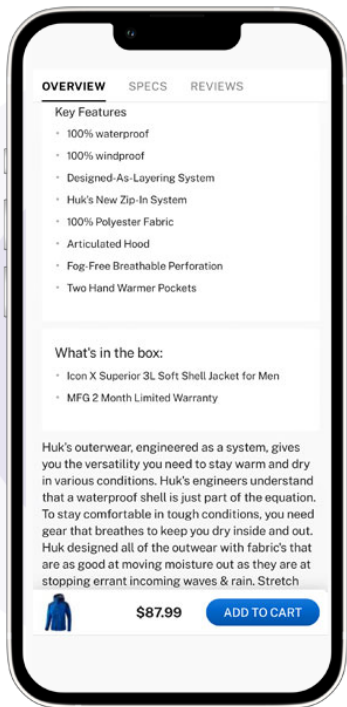 OVERVIEW SPECS REVIEWS
Key Features
• 100% waterproof
• 100% windproof
• Designed-As-Layering System
• Huk's New Zip-In System
• 100% Polyester Fabric
• Articulated Hood
• Fog-Free Breathable Perforation
• Two Hand Warmer Pockets
What's in the box:
• Icon X Superior 3L Soft Shell Jacket for Men
• MFG 2 Month Limited Warranty
Huk's outerwear, engineered as a system, gives
you the versatility you need to stay warm and dry
in various conditions. Huk's engineers understand
that a waterproof shell is just part of the equation.
To stay comfortable in tough conditions, you need
gear that breathes to keep you dry inside and out.
Huk designed all of the outwear with fabric's that
are as good at moving moisture out as they are at
stopping errant incoming waves & rain. Stretch
$87.99 ADD TO CART